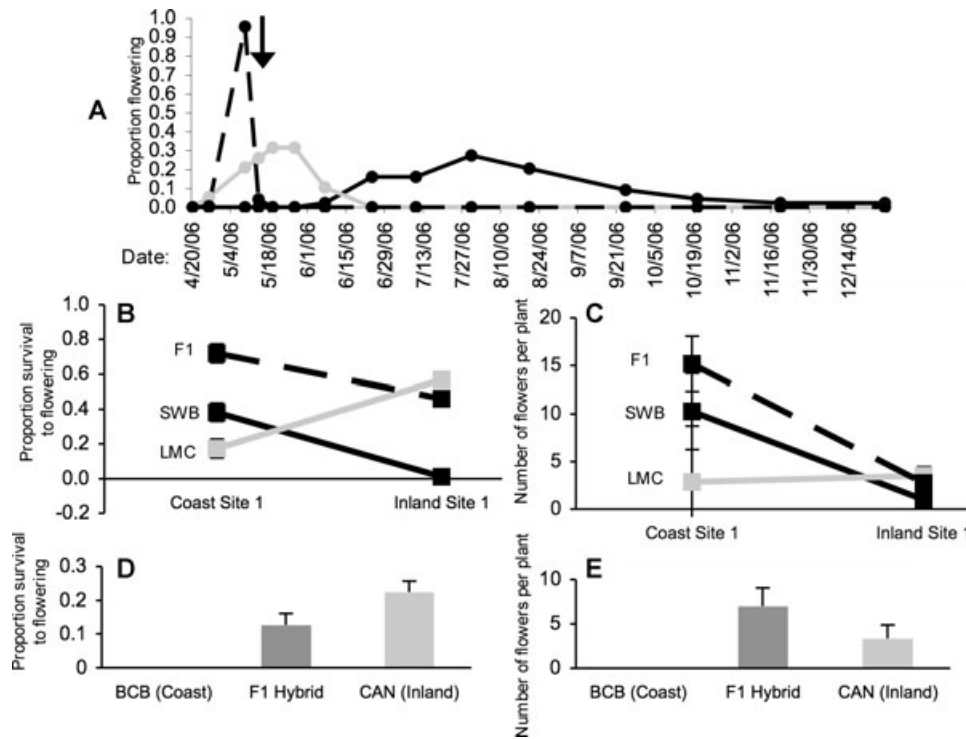 A
Proportion flowering
1.0
0.9
0.8
0.7
0.6
0.5
0.4
0.3
0.2
0.1
0.0
Date:
4/20/06
5/4/06
5/18/06
6/1/06
6/15/06
6/29/06
7/13/06
7/27/06
8/10/06
8/24/06
9/7/06
9/21/06
10/5/06
10/19/06
11/2/06
11/16/06
11/30/06
12/14/06
B
Proportion survival
to flowering
1.0
0.8
0.6
0.4
0.2
0.0
-0.2
F1
SWB
LMC
Coast Site 1 Inland Site 1
C
Number of flowers per plant
20
15
10
5
0
F1
SWB
LMC
Coast Site 1 Inland Site 1
D
Proportion survival
to flowering
0.3
0.2
0.1
0
BCB (Coast) F1 Hybrid CAN (Inland)
E
Number of flowers per plant
10
5
0
BCB (Coast) F1 Hybrid CAN (Inland)